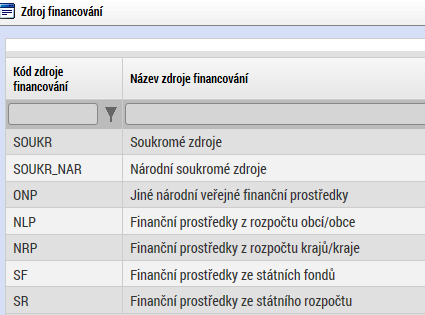 Zdroj financování
Kód zdroje
financování
Název zdroje financování
SOUKR Soukromé zdroje
SOUKR_NAR Národní soukromé zdroje
ONP Jiné národní veřejné finanční prostředky
NLP Finanční prostředky z rozpočtu obcí/obce
NRP Finanční prostředky z rozpočtu krajů/kraje
SF Finanční prostředky ze státních fondů
SR Finanční prostředky ze státního rozpočtu